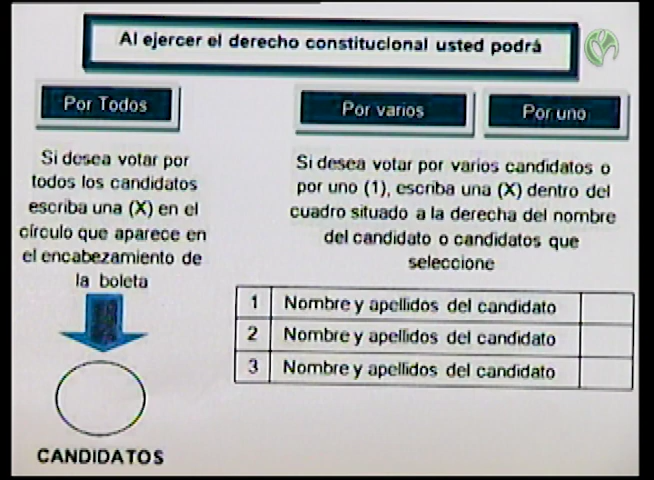 Al ejercer el derecho constitucional usted podrá
Por Todos
Si desea votar por
todos los candidatos
escriba una (X) en el
círculo que aparece en
el encabezamiento de
la boleta
CANDIDATOS
Por varios
Por uno
Si desea votar por varios candidatos o
por uno (1), escriba una (X) dentro del
cuadro situado a la derecha del nombre
del candidato o candidatos que
seleccione
1 Nombre y apellidos del candidato
2 Nombre y apellidos del candidato
3 Nombre y apellidos del candidato